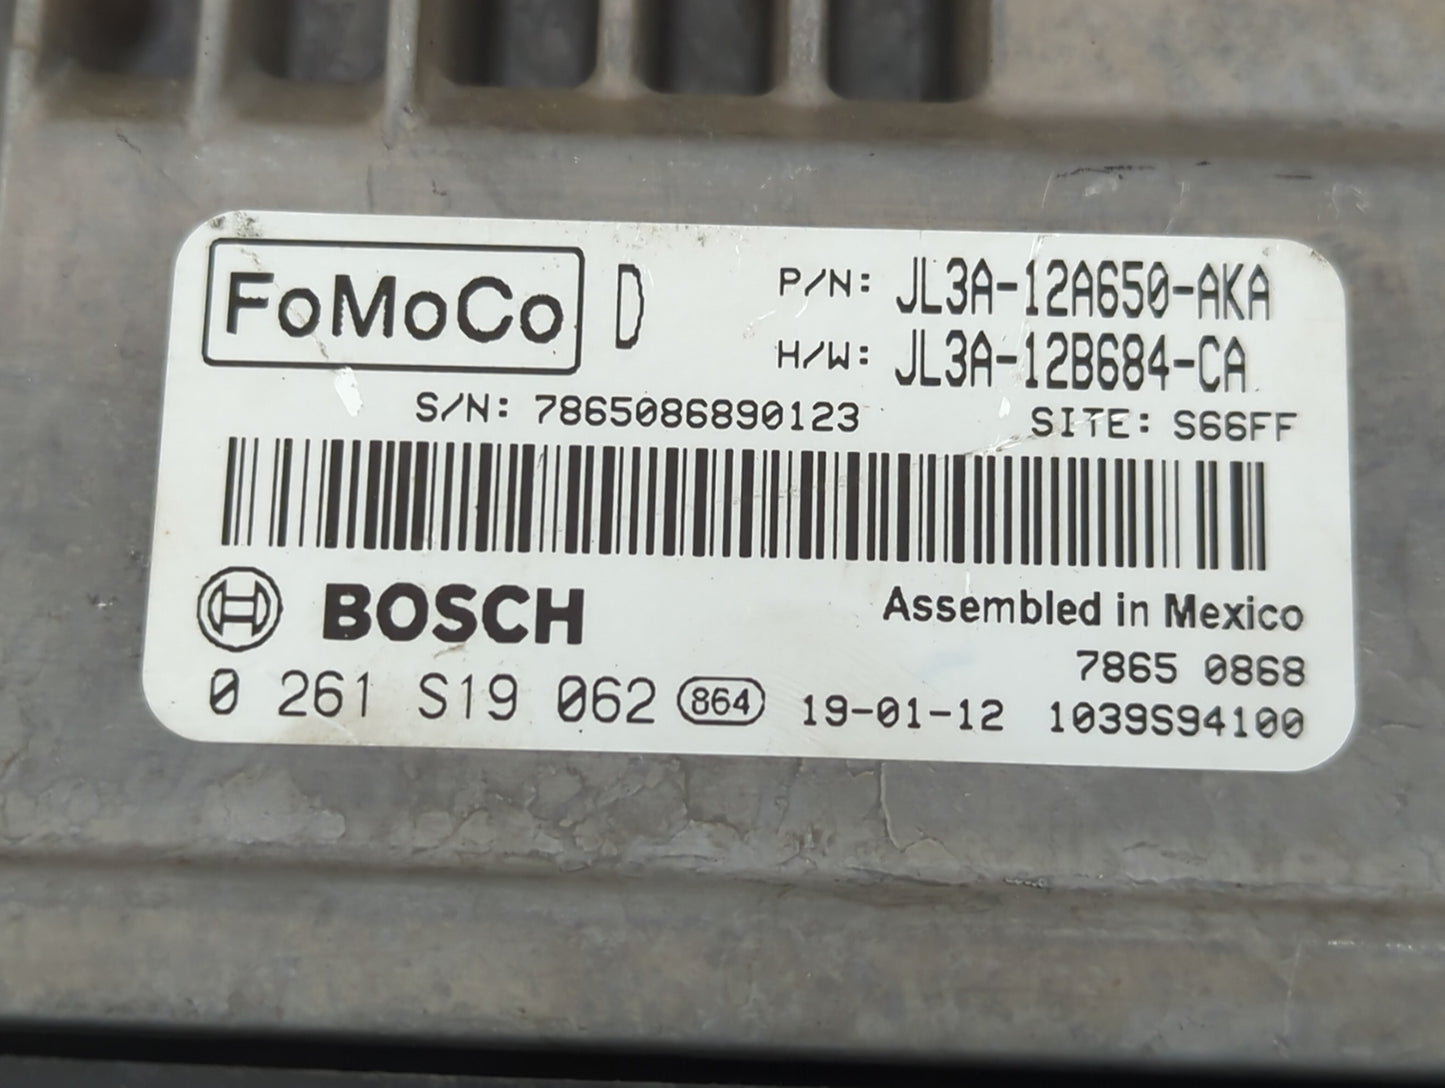 FoMoCo D P/N: JL3A-12A650-AKA
H/W: JL3A-12B684-CA
S/N: 7865086890123 SITE: S66FF
BOSCH Assembled in Mexico
7865 0868
0 261 S19 062 864 19-01-12 1039S94100